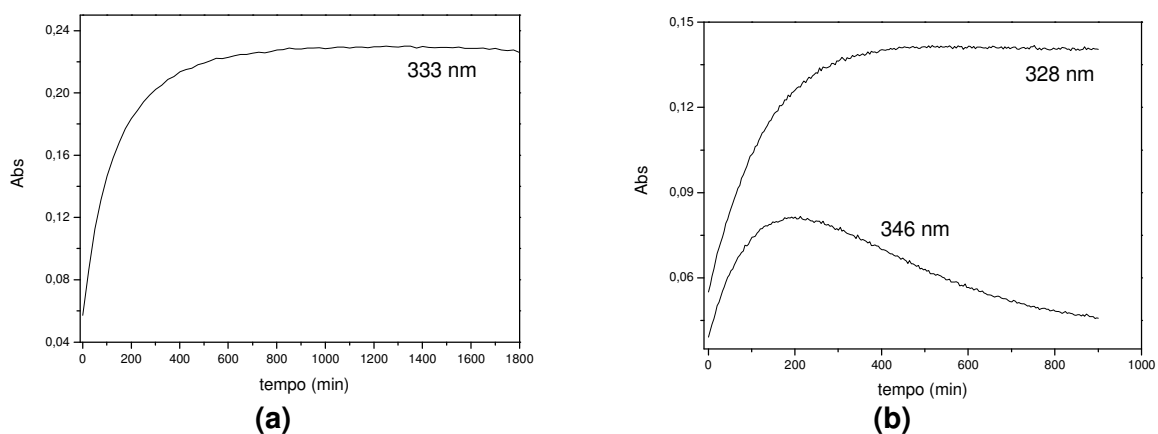 0,24
0,20
0,16
0,12
0,08
0,04
Abs
333 nm
0 200 400 600 800 1000 1200 1400 1600 1800
tempo (min)
(a)
0,15
0,12
0,09
0,06
Abs
328 nm
346 nm
0 200 400 600 800 1000
tempo (min)
(b)